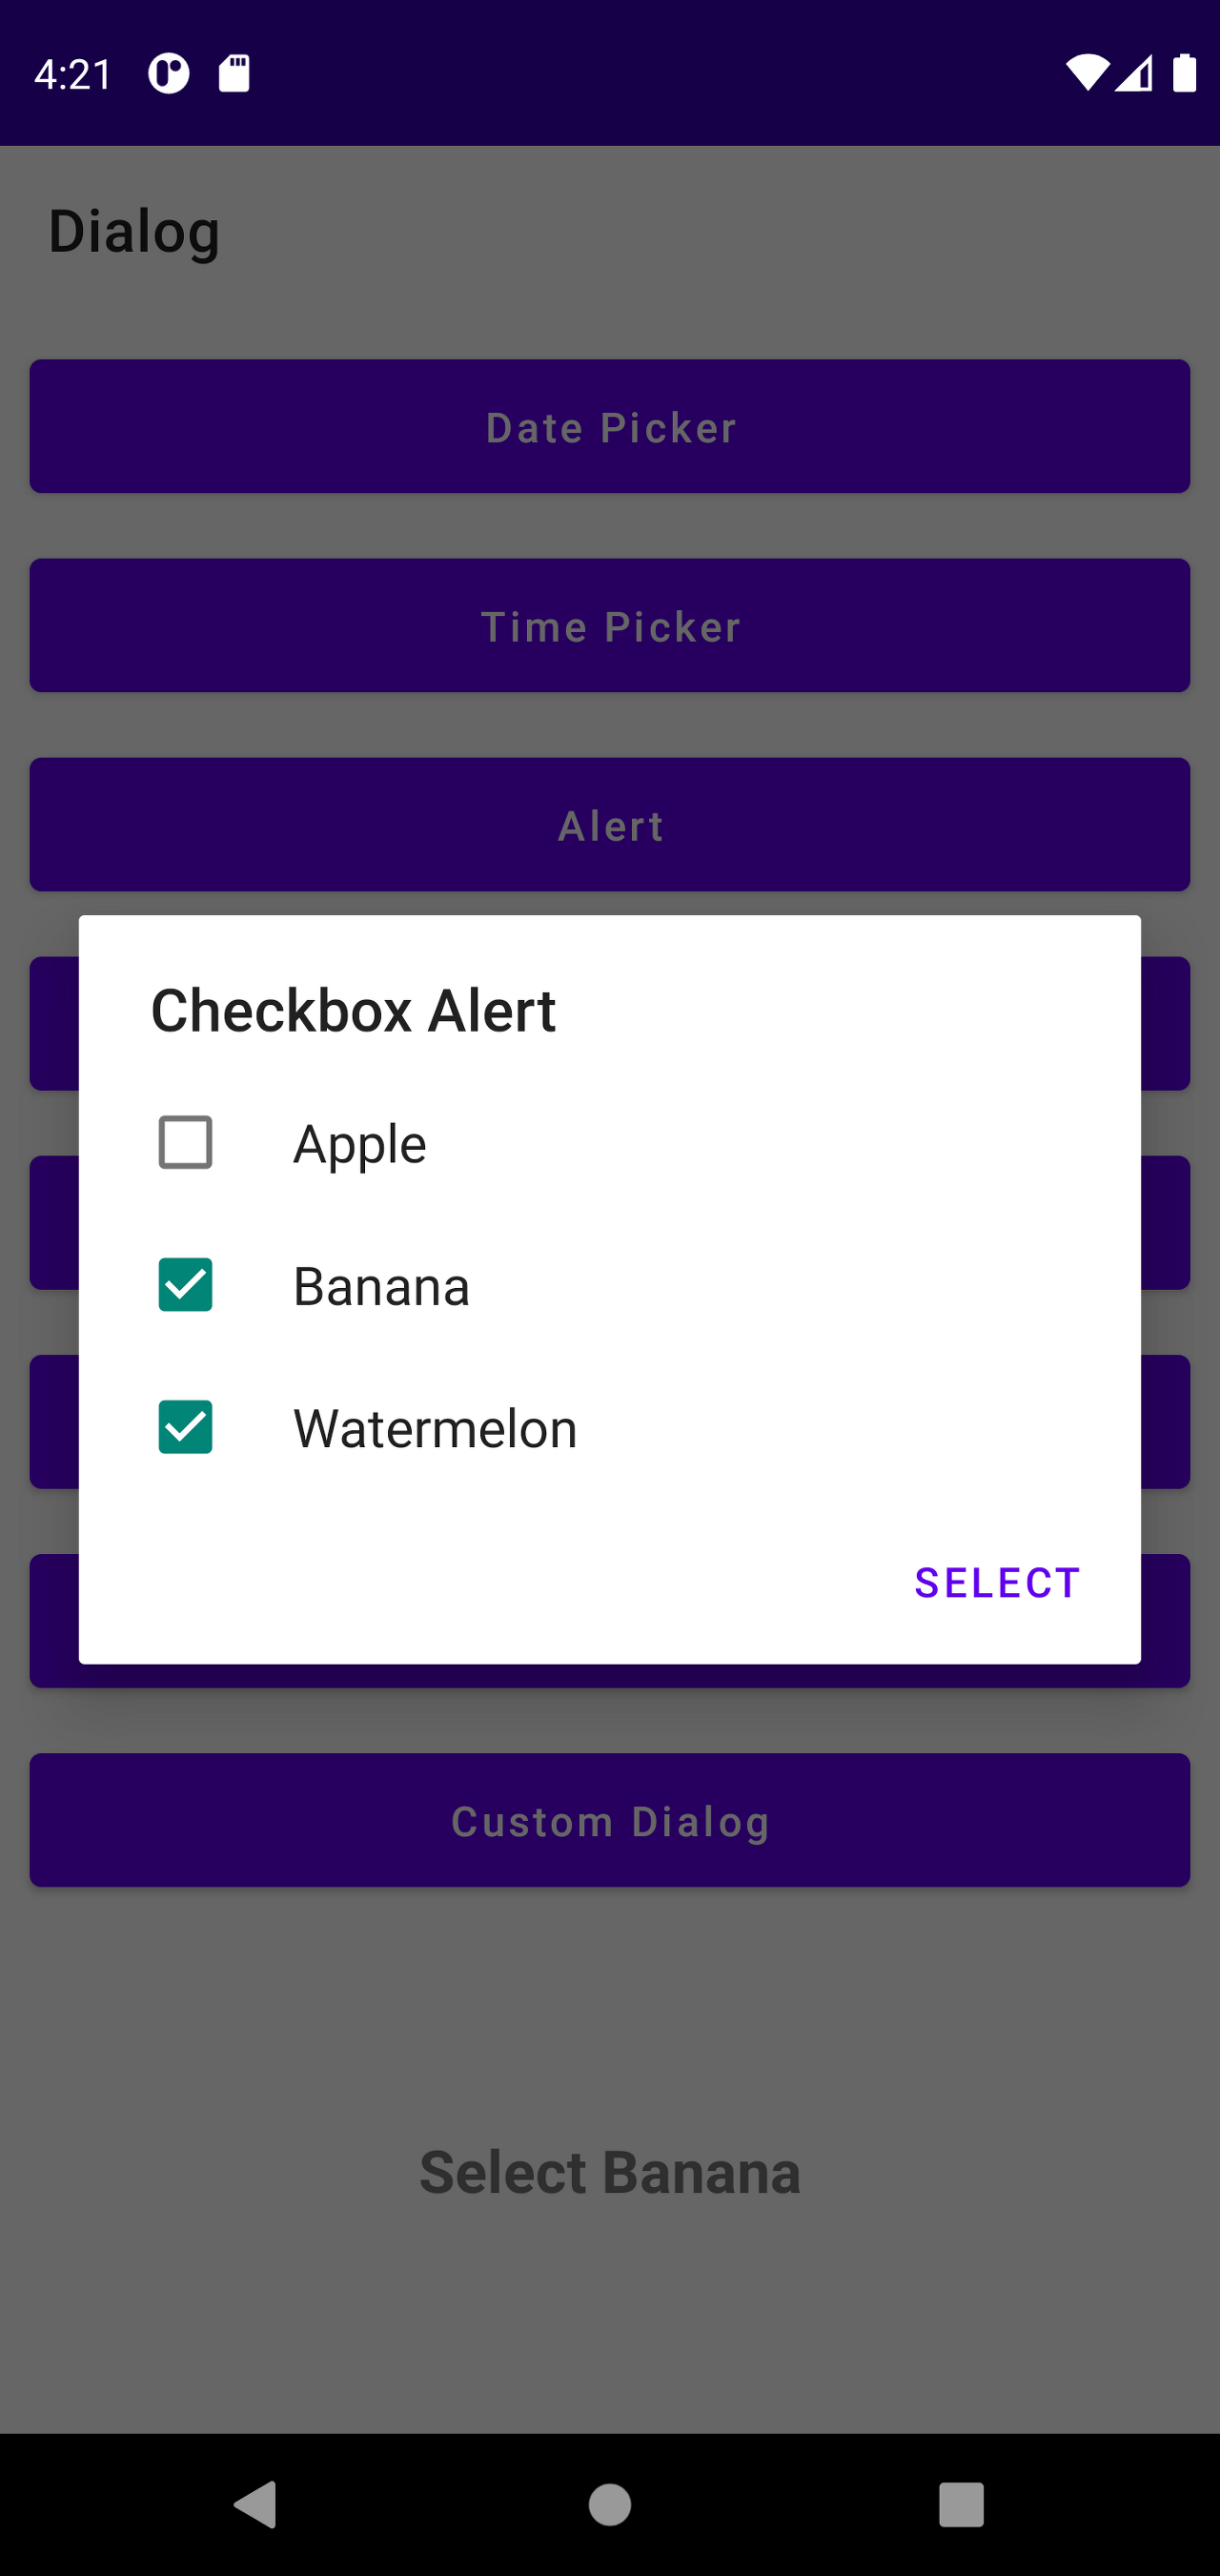 4:21
Dialog
Date Picker
Time Picker
Alert
Checkbox Alert
Apple
Banana
Watermelon
SELECT
Custom Dialog
Select Banana